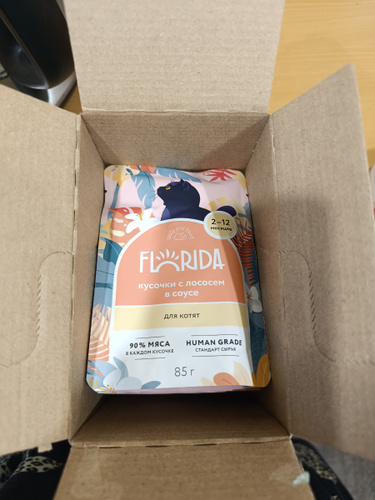 2–12
месяцев
FLORIDA
кусочки с лососем
в соусе
для котят
90% МЯСА
В КАЖДОМ КУСОЧКЕ
HUMAN GRADE
СТАНДАРТ СЫРЬЯ
85 г